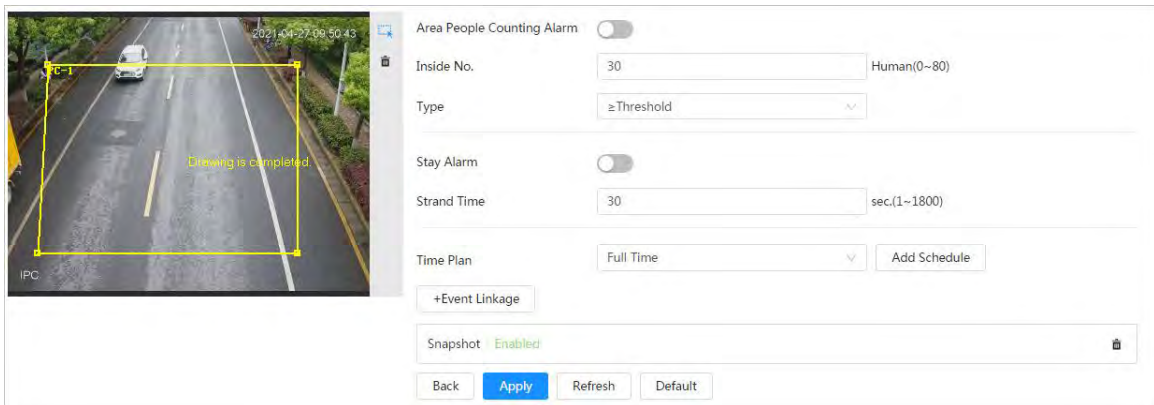 2021-04-27 09:50:43
PC-1
Drawing is completed.
IPC
Area People Counting Alarm
Inside No. 30 Human(0~80)
Type ≥Threshold
Stay Alarm
Strand Time 30 sec.(1~1800)
Time Plan Full Time Add Schedule
+Event Linkage
Snapshot Enabled
Back Apply Refresh Default